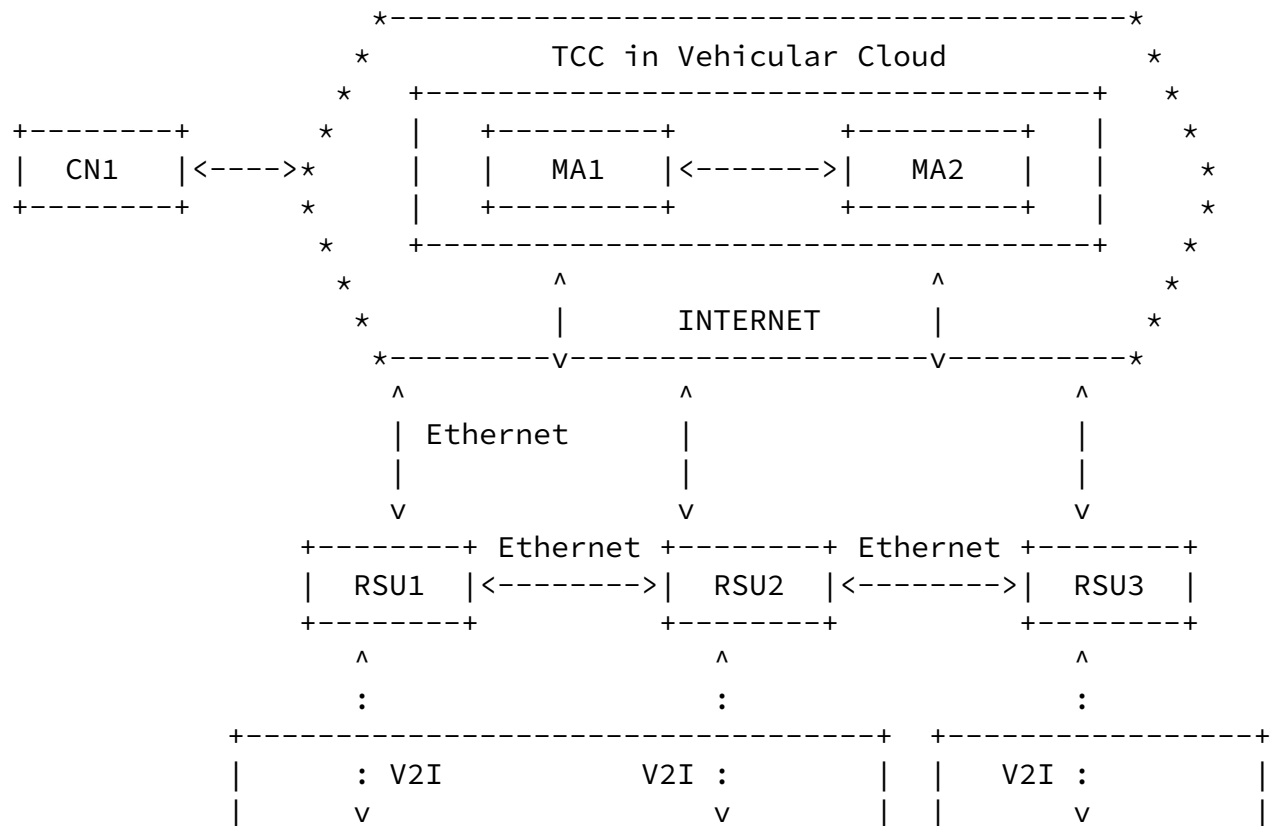 TCC in Vehicular Cloud
CN1 MA1 MA2
INTERNET
Ethernet
Ethernet Ethernet
RSU1 RSU2 RSU3
V2I V2I V2I